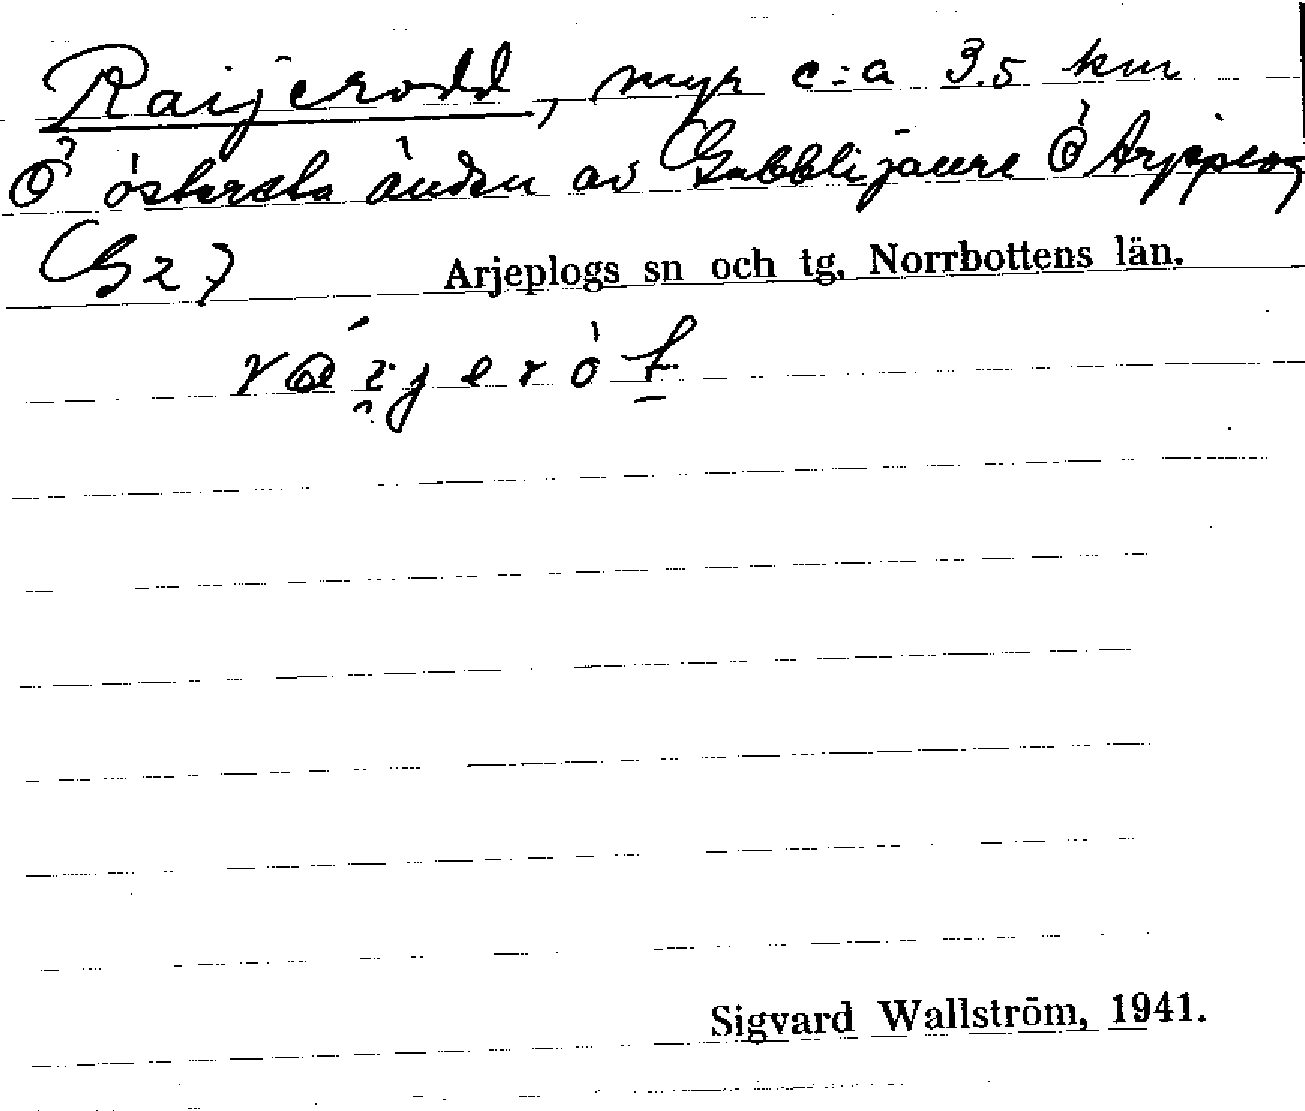 Raijerodd, myr c:a 3.5 km
Ö östersta änden av Gubblijaure Ö Arjeplog
G 27
Arjeplogs sn och tg, Norrbottens län.
Sigvard Wallström, 1941.